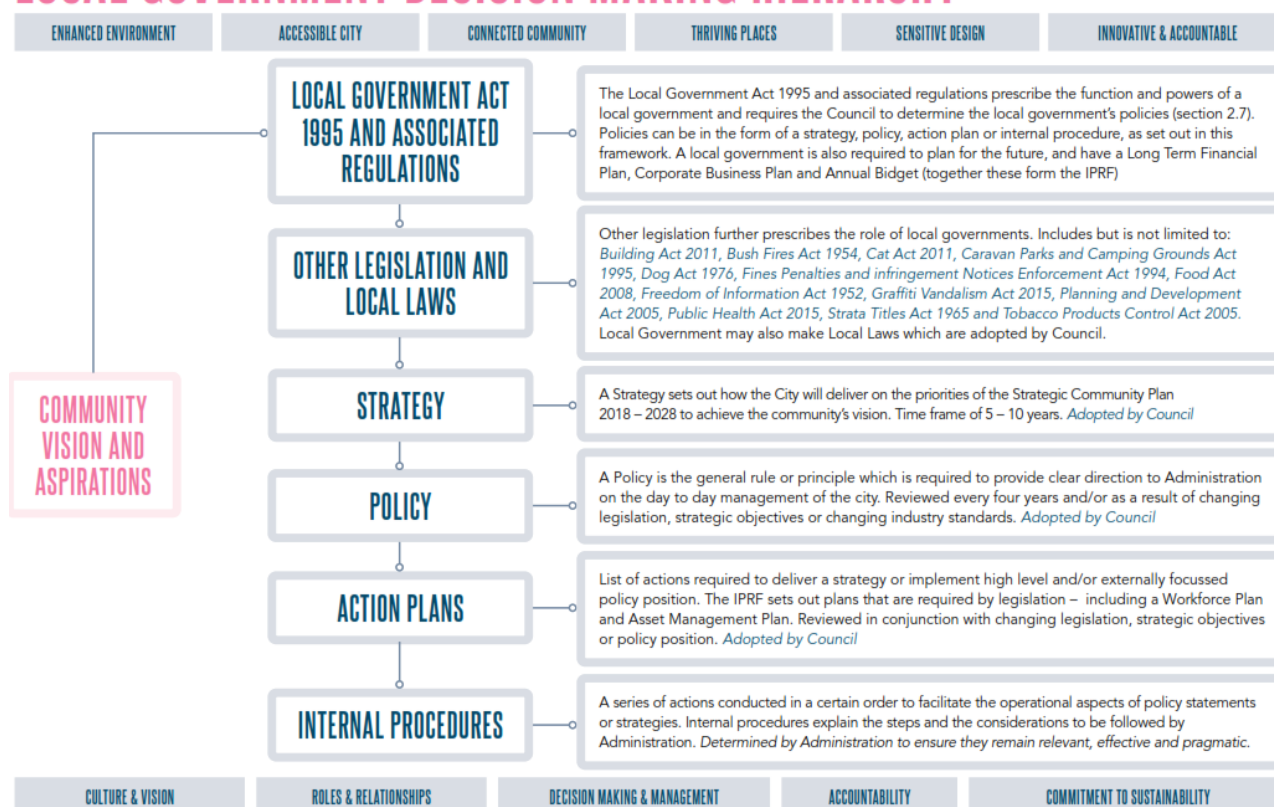 LOCAL GOVERNMENT DECISION MAKING HIERARCHY
ENHANCED ENVIRONMENT
ACCESSIBLE CITY
CONNECTED COMMUNITY
THRIVING PLACES
SENSITIVE DESIGN
INNOVATIVE & ACCOUNTABLE
LOCAL GOVERNMENT ACT
1995 AND ASSOCIATED
REGULATIONS
The Local Government Act 1995 and associated regulations prescribe the function and powers of a
local government and requires the Council to determine the local government's policies (section 2.7).
Policies can be in the form of a strategy, policy, action plan or internal procedure, as set out in this
framework. A local government is also required to plan for the future, and have a Long Term Financial
Plan, Corporate Business Plan and Annual Budget (together these form the IPRF)
OTHER LEGISLATION AND
LOCAL LAWS
Other legislation further prescribes the role of local governments. Includes but is not limited to:
Building Act 2011, Bush Fires Act 1954, Cat Act 2011, Caravan Parks and Camping Grounds Act
1995, Dog Act 1976, Fines Penalties and infringement Notices Enforcement Act 1994, Food Act
2008, Freedom of Information Act 1952, Graffiti Vandalism Act 2015, Planning and Development
Act 2005, Public Health Act 2015, Strata Titles Act 1965 and Tobacco Products Control Act 2005.
Local Government may also make Local Laws which are adopted by Council.
COMMUNITY
VISION AND
ASPIRATIONS
STRATEGY
A Strategy sets out how the City will deliver on the priorities of the Strategic Community Plan
2018 – 2028 to achieve the community's vision. Time frame of 5 – 10 years. Adopted by Council
POLICY
A Policy is the general rule or principle which is required to provide clear direction to Administration
on the day to day management of the city. Reviewed every four years and/or as a result of changing
legislation, strategic objectives or changing industry standards. Adopted by Council
ACTION PLANS
List of actions required to deliver a strategy or implement high level and/or externally focussed
policy position. The IPRF sets out plans that are required by legislation – including a Workforce Plan
and Asset Management Plan. Reviewed in conjunction with changing legislation, strategic objectives
or policy position. Adopted by Council
INTERNAL PROCEDURES
A series of actions conducted in a certain order to facilitate the operational aspects of policy statements
or strategies. Internal procedures explain the steps and the considerations to be followed by
Administration. Determined by Administration to ensure they remain relevant, effective and pragmatic.
CULTURE & VISION
ROLES & RELATIONSHIPS
DECISION MAKING & MANAGEMENT
ACCOUNTABILITY
COMMITMENT TO SUSTAINABILITY